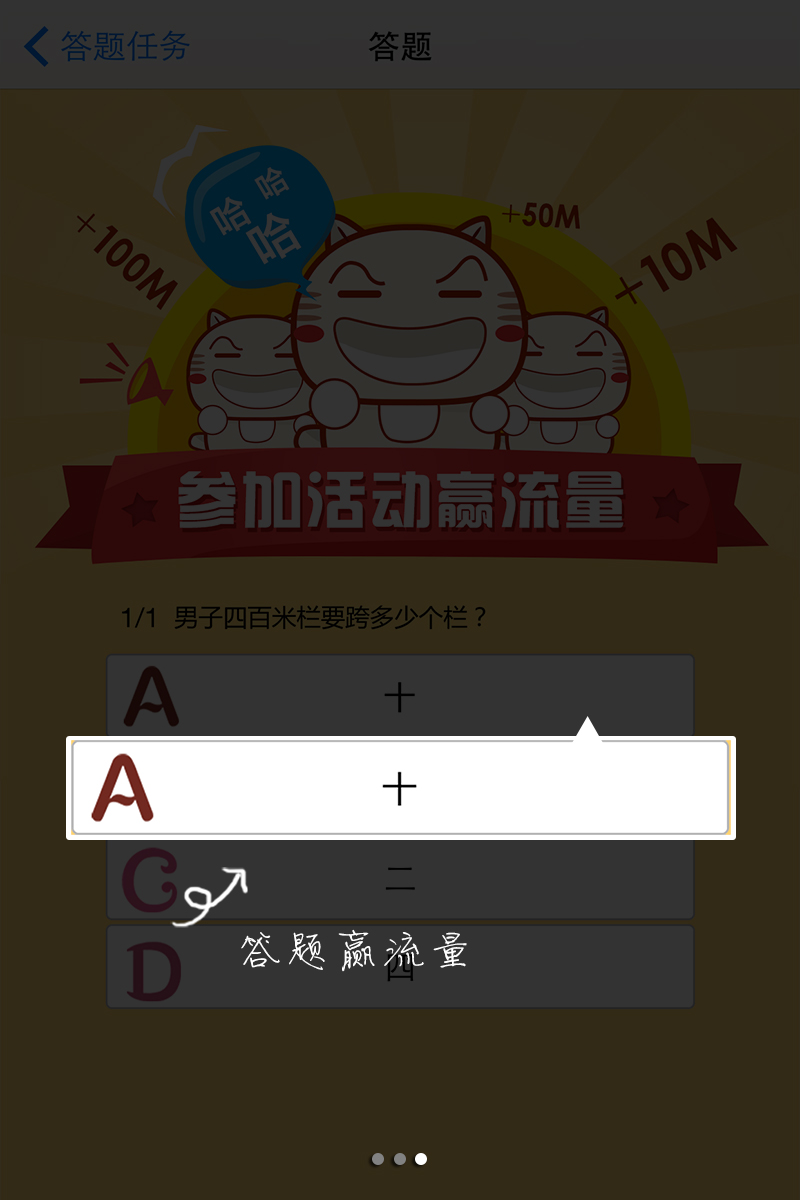 答题任务 答题
哈哈
哈
×100M
+50M
+10M
参加活动赢流量
1/1 男子四百米栏要跨多少个栏？
A 十
A 十
C 二
答题赢流量
D 四